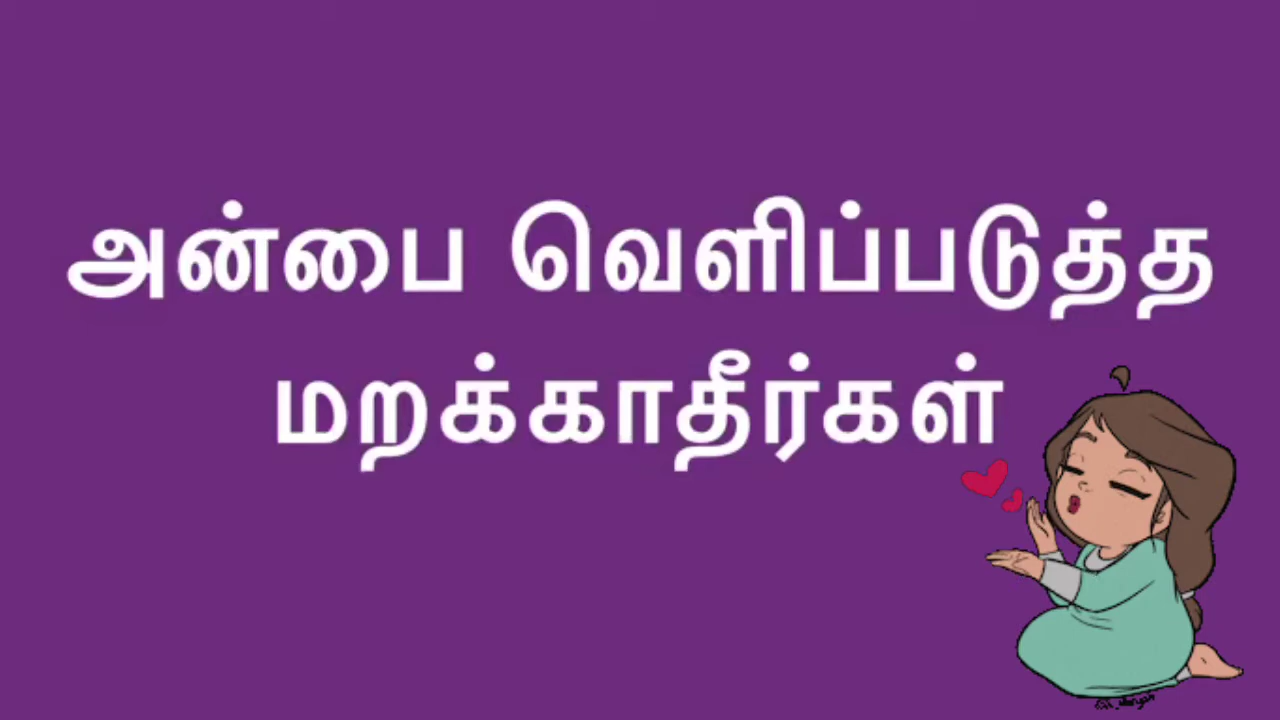 அன்பை வெளிப்படுத்த
மறக்காதீர்கள்